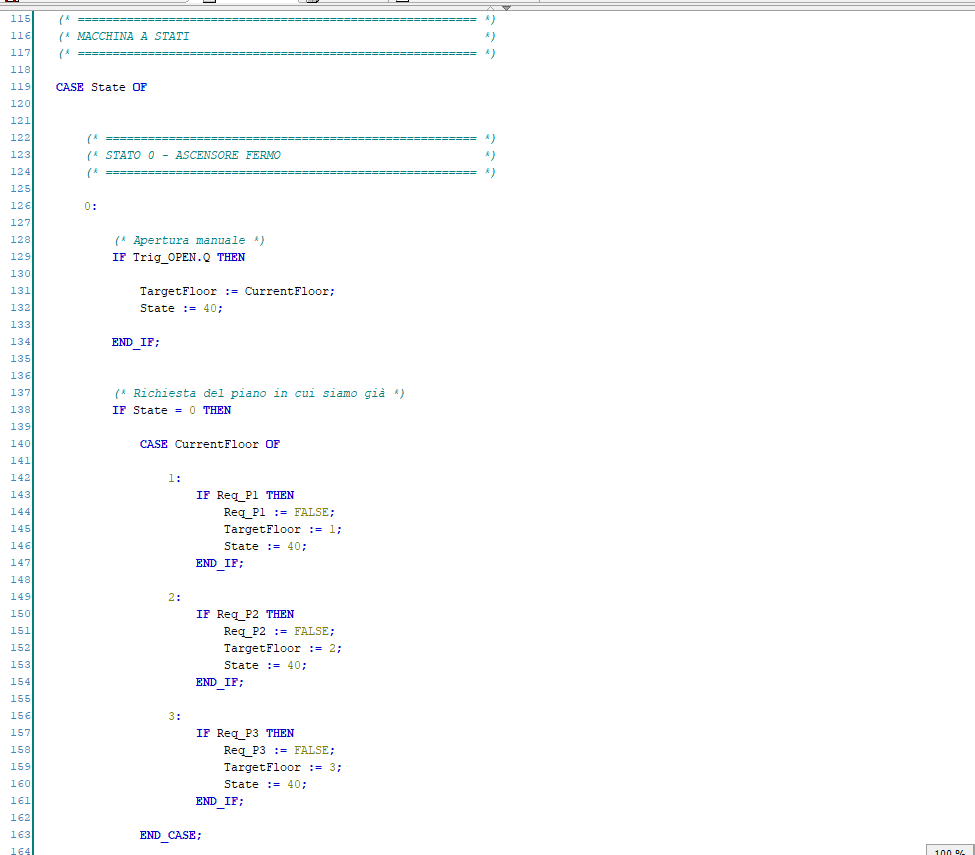 115 (* ========================================================= *)
116 (* MACCHINA A STATI *)
117 (* ========================================================= *)
118
119 CASE State OF
120
121
122 (* ===================================================== *)
123 (* STATO 0 - ASCENSORE FERMO *)
124 (* ===================================================== *)
125
126 0:
127
128 (* Apertura manuale *)
129 IF Trig_OPEN.Q THEN
130
131 TargetFloor := CurrentFloor;
132 State := 40;
133
134 END_IF;
135
136
137 (* Richiesta del piano in cui siamo già *)
138 IF State = 0 THEN
139
140 CASE CurrentFloor OF
141
142 1:
143 IF Req_P1 THEN
144 Req_P1 := FALSE;
145 TargetFloor := 1;
146 State := 40;
147 END_IF;
148
149 2:
150 IF Req_P2 THEN
151 Req_P2 := FALSE;
152 TargetFloor := 2;
153 State := 40;
154 END_IF;
155
156 3:
157 IF Req_P3 THEN
158 Req_P3 := FALSE;
159 TargetFloor := 3;
160 State := 40;
161 END_IF;
162
163 END_CASE;
164
100 %